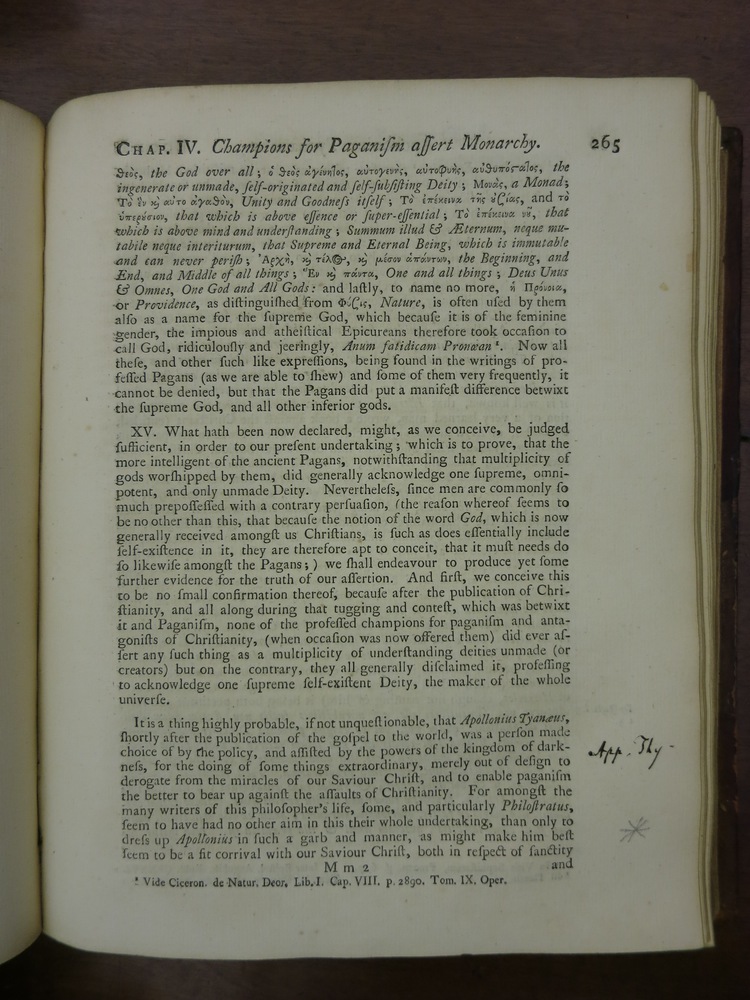 CHAP. IV. Champions for Paganiſm aſſert Monarchy. 265
θεὸς, the God over all; ὁ θεὸς ἀγένηῖος, αὐτογενὴς, αὐτοφυὴς, αὐθυπόςαῖος, the
ingenerate or unmade, ſelf-originated and ſelf-ſubſiſting Deity; Μονὰς, a Monad;
Τὸ ἓν κ̀ αὐτο ἀγαθὸν, Unity and Goodneſs itſelf; Τὸ ἐπέκεινα τῆς ȣ̓σίας, and τὸ
ὑπερȣ́σιον, that which is above eſſence or ſuper-eſſential; Τὸ ἐπέκεινα νȣ̃, that
which is above mind and underſtanding; Summum illud & Æternum, neque mu-
tabile neque interiturum, that Supreme and Eternal Being, which is immutable
and can never periſh; Ἀρχὴ, κ̀ τέλος, κ̀ μέσον ἁπάντων, the Beginning, and
End, and Middle of all things; Ἓν κ̀ πάντα, One and all things; Deus Unus
& Omnes, One God and All Gods: and laſtly, to name no more, ἡ Πρόνοια,
or Providence, as diſtinguiſhed from Φύσις, Nature, is often uſed by them
alſo as a name for the ſupreme God, which becauſe it is of the feminine
gender, the impious and atheiſtical Epicureans therefore took occaſion to
call God, ridiculouſly and jeeringly, Anum fatidicam Pronœan ᵃ. Now all
theſe, and other ſuch like expreſſions, being found in the writings of pro-
feſſed Pagans (as we are able to ſhew) and ſome of them very frequently, it
cannot be denied, but that the Pagans did put a manifeſt difference betwixt
the ſupreme God, and all other inferior gods.
XV. What hath been now declared, might, as we conceive, be judged
ſufficient, in order to our preſent undertaking; which is to prove, that the
more intelligent of the ancient Pagans, notwithſtanding that multiplicity of
gods worſhipped by them, did generally acknowledge one ſupreme, omni-
potent, and only unmade Deity. Nevertheleſs, ſince men are commonly ſo
much prepoſſeſſed with a contrary perſuaſion, (the reaſon whereof ſeems to
be no other than this, that becauſe the notion of the word God, which is now
generally received amongſt us Chriſtians, is ſuch as does eſſentially include
ſelf-exiſtence in it, they are therefore apt to conceit, that it muſt needs do
ſo likewiſe amongſt the Pagans;) we ſhall endeavour to produce yet ſome
further evidence for the truth of our aſſertion. And firſt, we conceive this
to be no ſmall confirmation thereof, becauſe after the publication of Chri-
ſtianity, and all along during that tugging and conteſt, which was betwixt
it and Paganiſm, none of the profeſſed champions for paganiſm and anta-
goniſts of Chriſtianity, (when occaſion was now offered them) did ever aſ-
ſert any ſuch thing as a multiplicity of underſtanding deities unmade (or
creators) but on the contrary, they all generally diſclaimed it, profeſſing
to acknowledge one ſupreme ſelf-exiſtent Deity, the maker of the whole
univerſe.
It is a thing highly probable, if not unqueſtionable, that Apollonius Tyanæus,
ſhortly after the publication of the goſpel to the world, was a perſon made
choice of by the policy, and aſſiſted by the powers of the kingdom of dark-
neſs, for the doing of ſome things extraordinary, merely out of deſign to
derogate from the miracles of our Saviour Chriſt, and to enable paganiſm
the better to bear up againſt the aſſaults of Chriſtianity. For amongſt the
many writers of this philoſopher's life, ſome, and particularly Philoſtratus,
ſeem to have had no other aim in this their whole undertaking, than only to
dreſs up Apollonius in ſuch a garb and manner, as might make him beſt
ſeem to be a fit corrival with our Saviour Chriſt, both in reſpect of ſanctity
M m 2 and
ᵃ Vide Ciceron. de Natur. Deor. Lib. I. Cap. VIII. p. 2890. Tom. IX. Oper.
App.